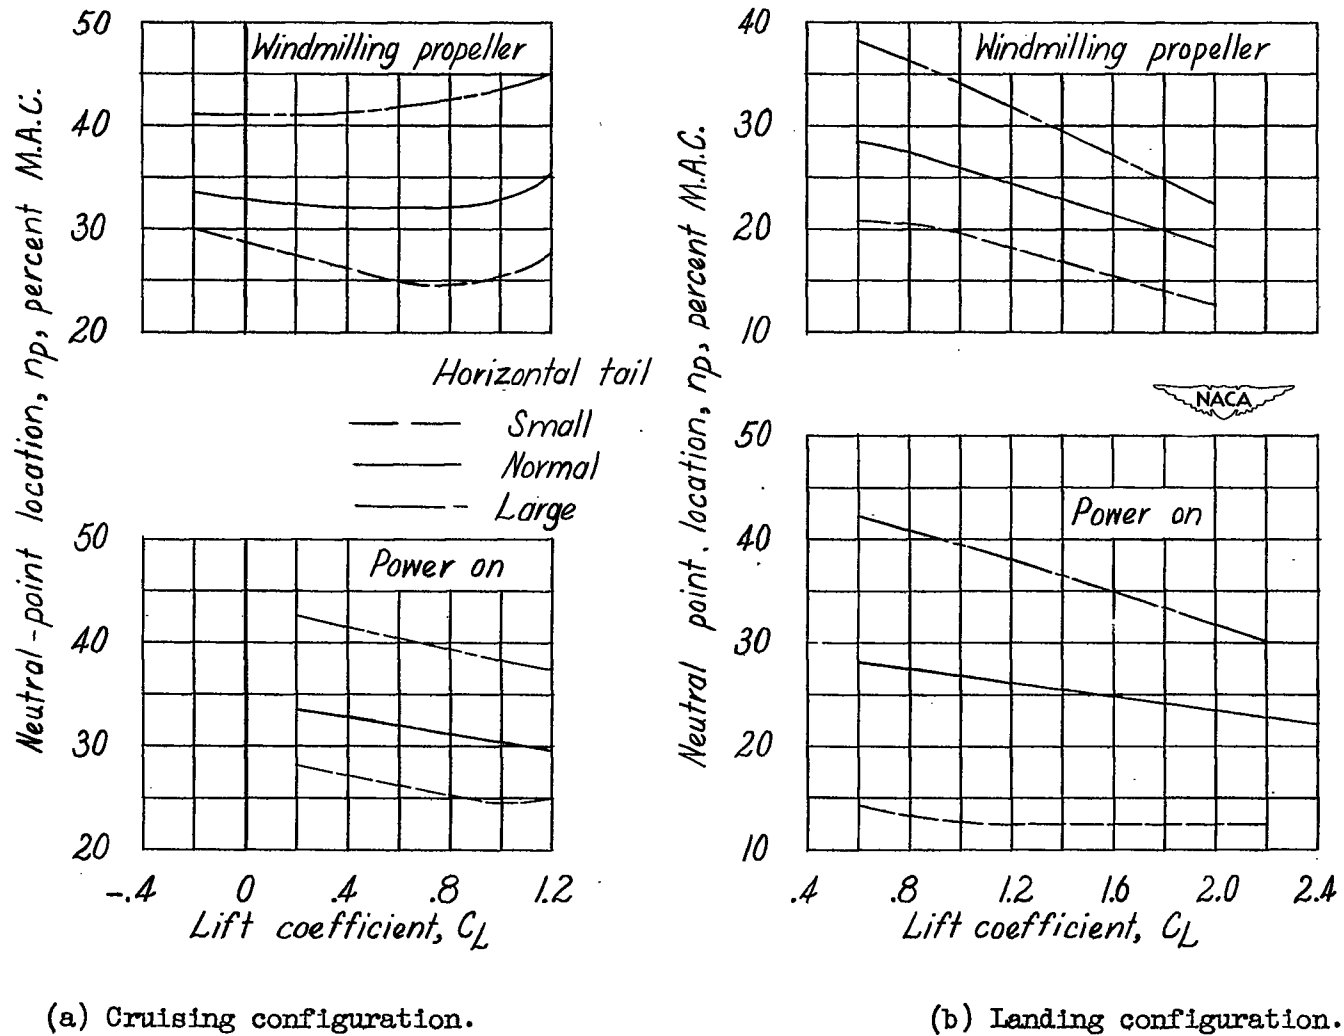 Neutral-point location, np, percent M.A.C.
50
40
30
20
Windmilling propeller
Horizontal tail
Small
Normal
Large
50
40
30
20
Power on
-.4 0 .4 .8 1.2
Lift coefficient, CL
(a) Cruising configuration.
Neutral point, location, np, percent M.A.C.
40
30
20
10
Windmilling propeller
NACA
50
40
30
20
10
Power on
.4 .8 1.2 1.6 2.0 2.4
Lift coefficient, CL
(b) Landing configuration.